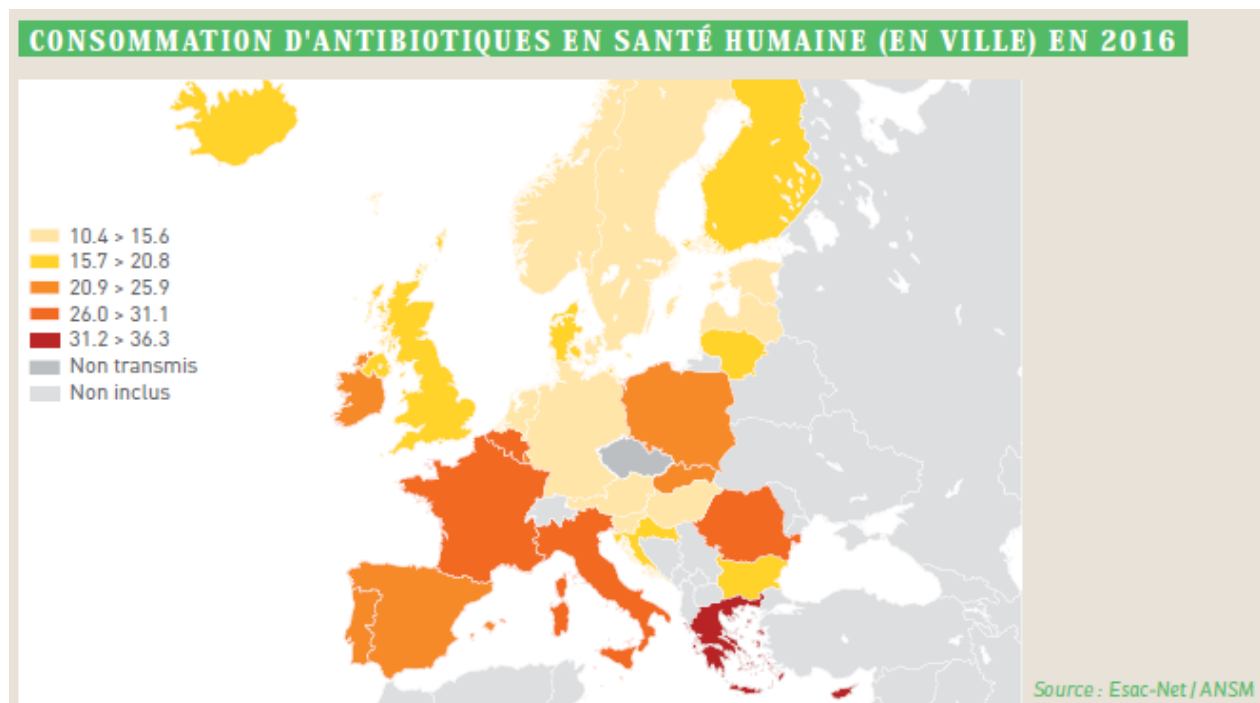 CONSOMMATION D'ANTIBIOTIQUES EN SANTÉ HUMAINE (EN VILLE) EN 2016
10.4 > 15.6
15.7 > 20.8
20.9 > 25.9
26.0 > 31.1
31.2 > 36.3
Non transmis
Non inclus
Source : Esac-Net / ANSM